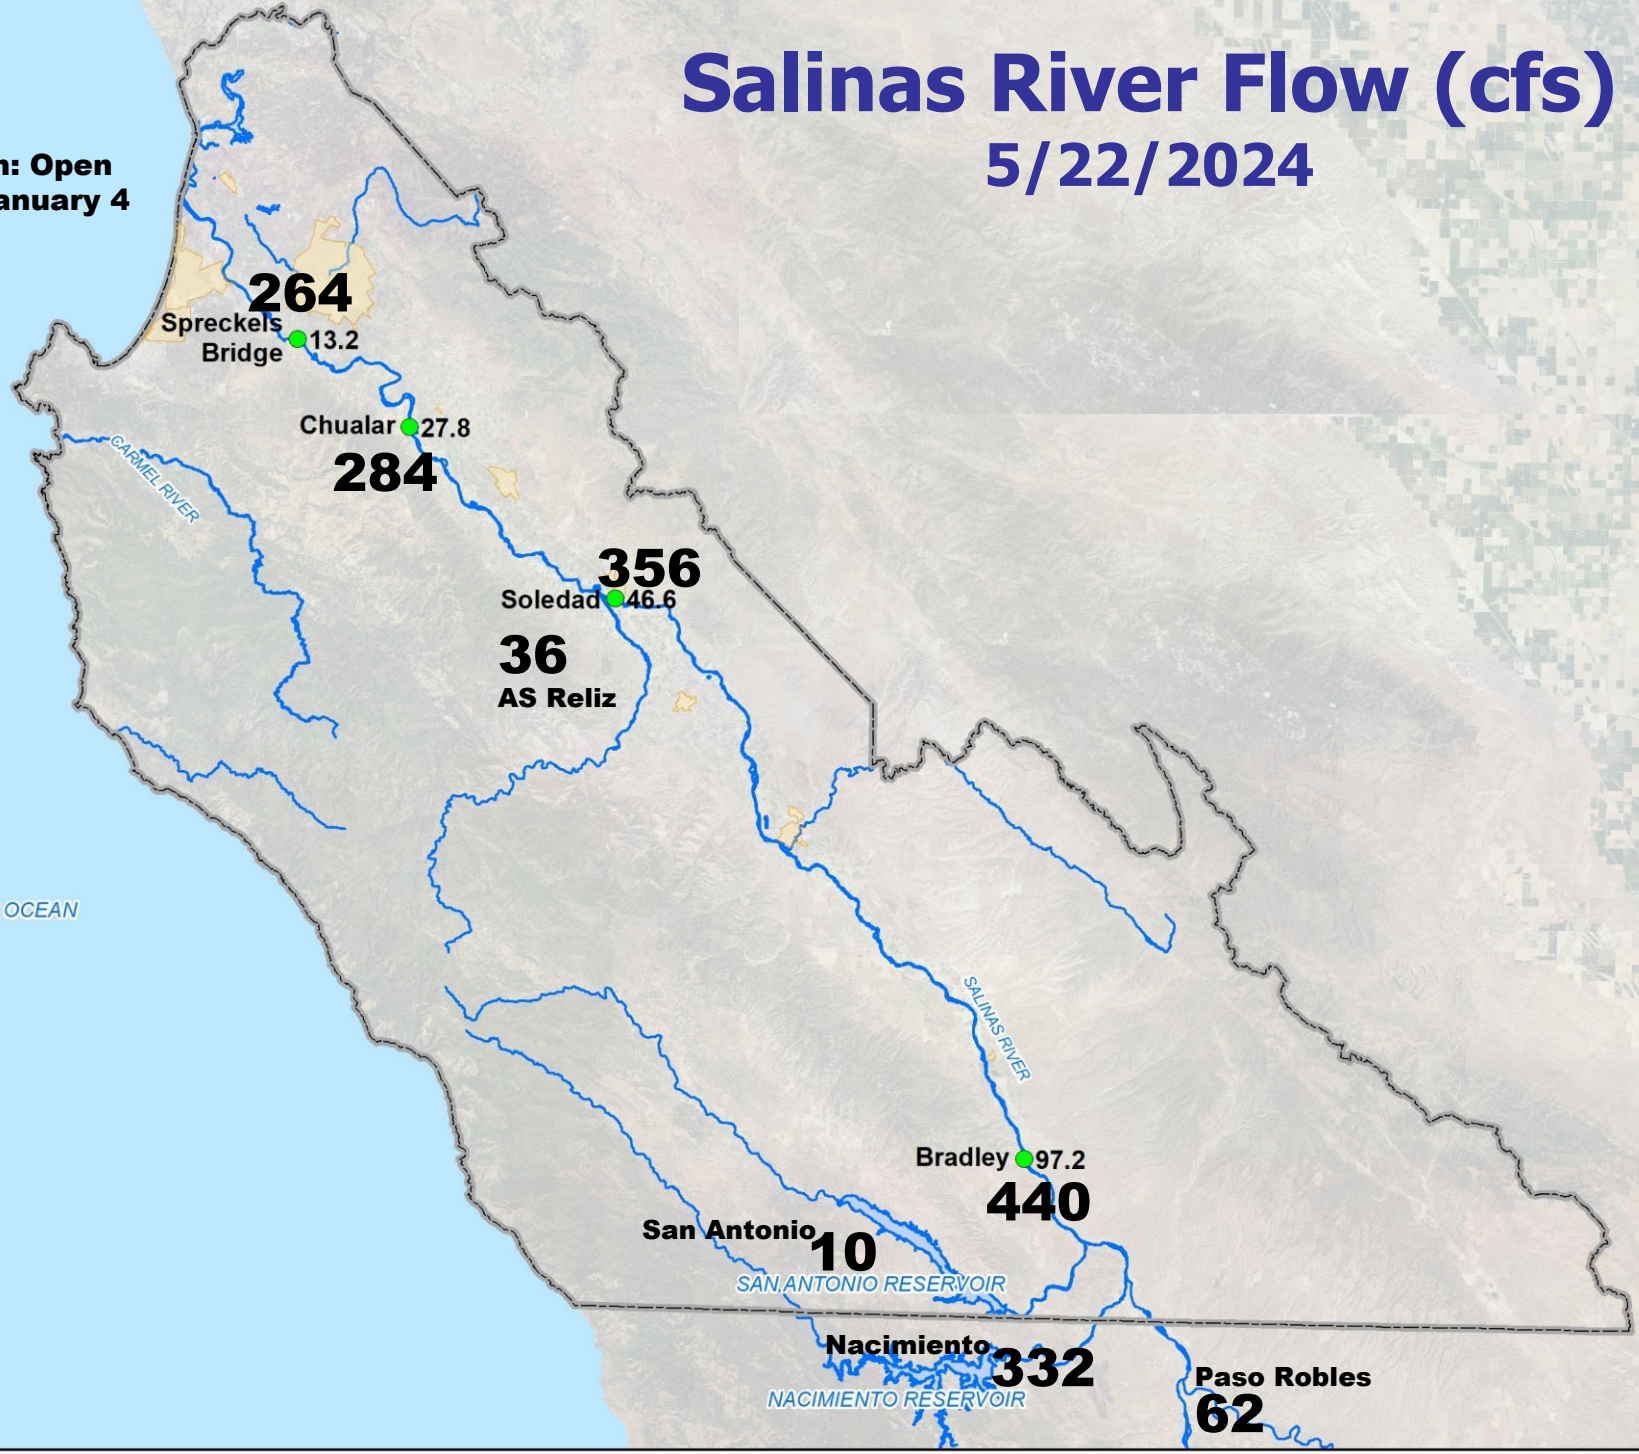 Salinas River Flow (cfs)
5/22/2024
: Open
anuary 4
264
Spreckels
Bridge
13.2
Chualar
27.8
284
CARMEL RIVER
356
Soledad
46.6
36
AS Reliz
OCEAN
SALINAS RIVER
Bradley
97.2
440
San Antonio
10
SAN ANTONIO RESERVOIR
Nacimiento
332
NACIMIENTO RESERVOIR
Paso Robles
62